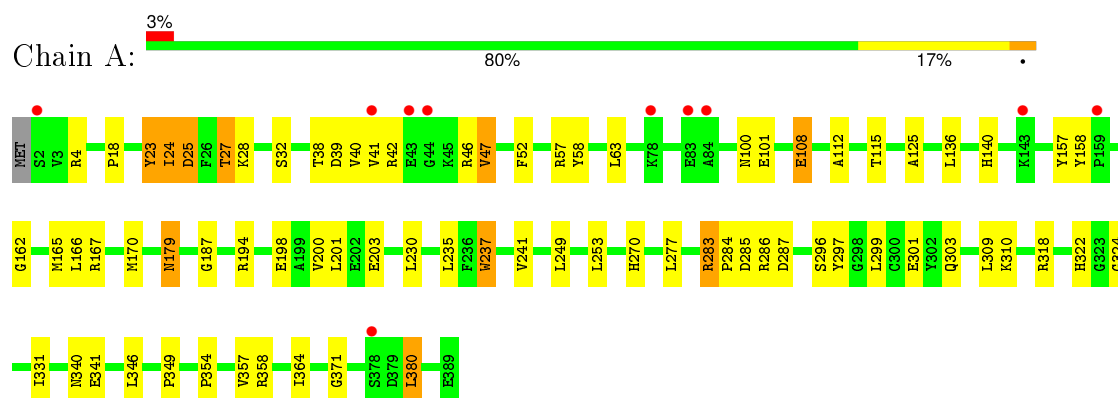 3%
Chain A:
80% 17% •
MET S2 V3 R4 P18 Y23 I24 D25 F26 T27 K28 S32 T38 D39 V40 V41 R42 E43 G44 K45 R46 V47 F52 R57 Y58 L63 K78 E83 A84 N100 E101 E108 A112 T115 A125 L136 H140 K143 Y157 Y158 P159
G162 M165 L166 R167 M170 N179 G187 R194 E198 A199 V200 L201 E202 E203 L230 L235 F236 W237 V241 L249 L253 H270 L277 R283 P284 D285 R286 D287 S296 Y297 G298 L299 C300 E301 Y302 Q303 L309 K310 R318 H322 G323
I331 N340 E341 L346 P349 P354 V357 R358 I364 G371 S378 D379 L380 E389